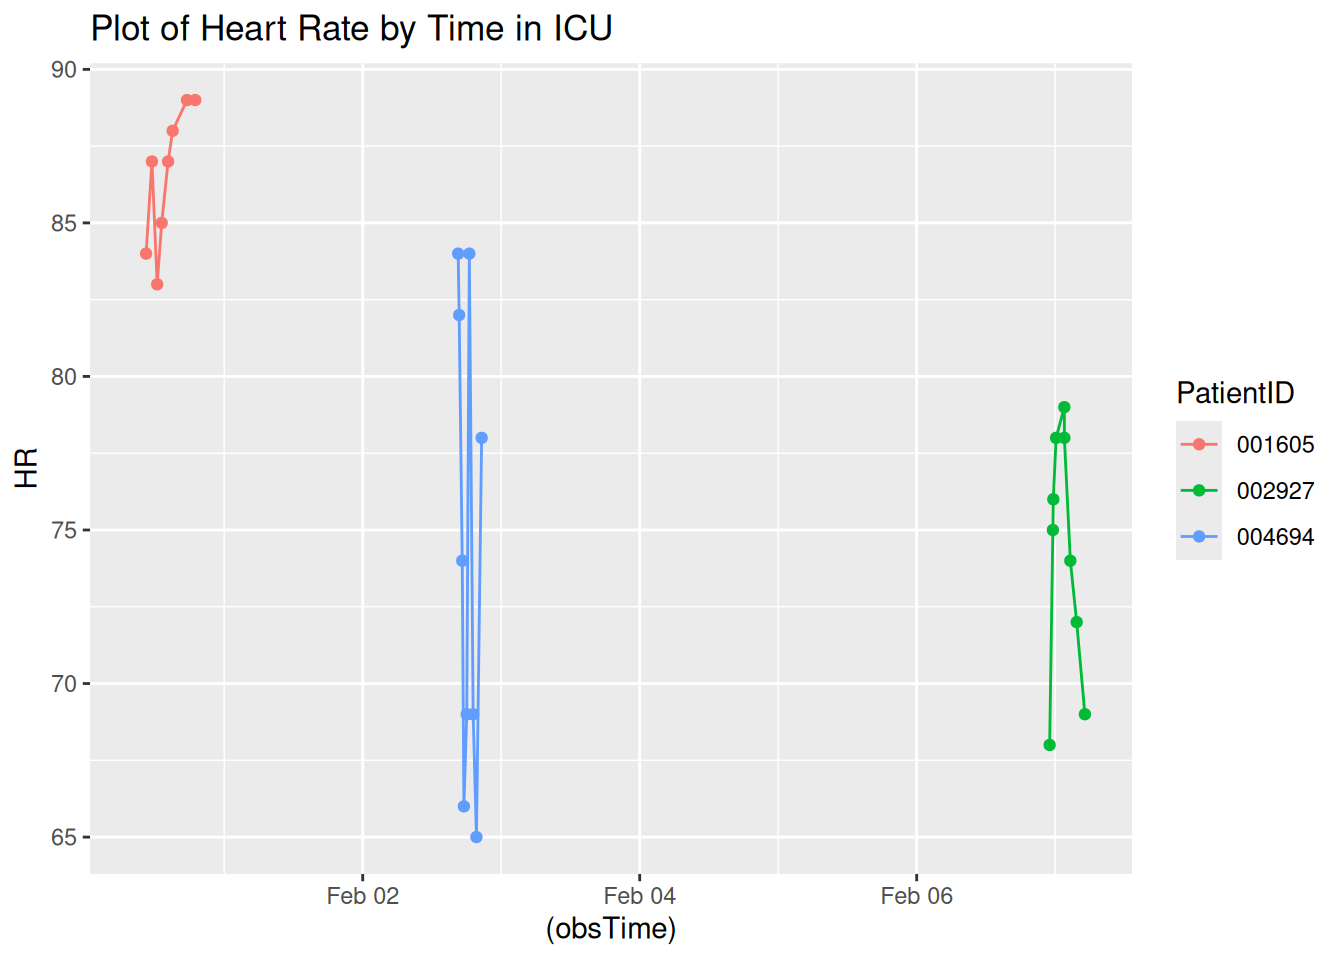 Plot of Heart Rate by Time in ICU
90
85
80
75
70
65
HR
Feb 02
Feb 04
Feb 06
(obsTime)
PatientID
001605
002927
004694